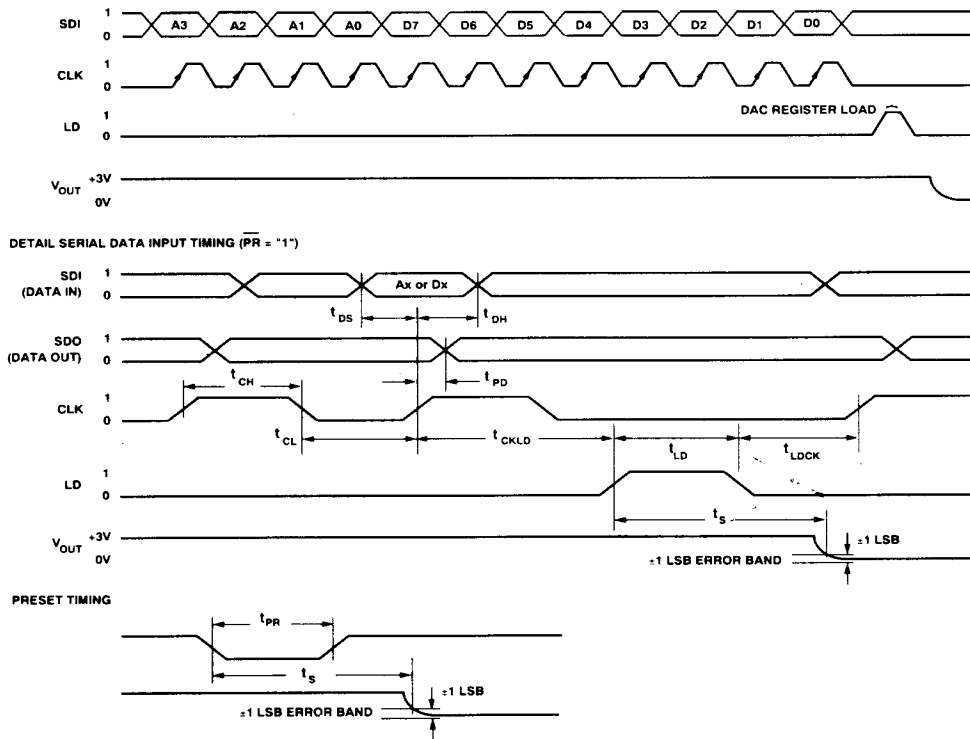 SDI 1 0 A3 A2 A1 A0 D7 D6 D5 D4 D3 D2 D1 D0
CLK 1 0
LD 1 0 DAC REGISTER LOAD
VOUT +3V 0V
DETAIL SERIAL DATA INPUT TIMING (PR = "1")
SDI (DATA IN) 1 0 Ax or Dx
tDS tDH
SDO (DATA OUT) 1 0
tCH tPD
CLK 1 0
tCL tCKLD tLD tLDCK
LD 1 0
tS
VOUT +3V 0V ±1 LSB
±1 LSB ERROR BAND
PRESET TIMING
tPR
tS
±1 LSB
±1 LSB ERROR BAND